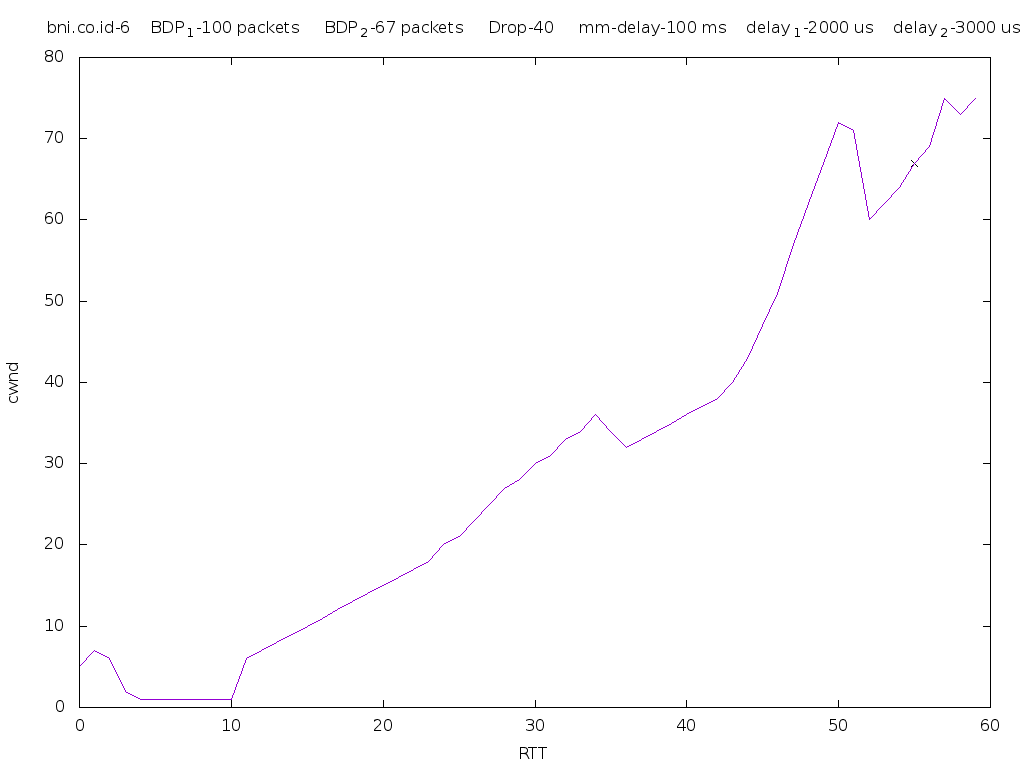 bni.co.id-6 BDP1-100 packets BDP2-67 packets Drop-40 mm-delay-100 ms delay1-2000 us delay2-3000 us
80
70
60
50
40
30
20
10
0
cwnd
0 10 20 30 40 50 60
RTT